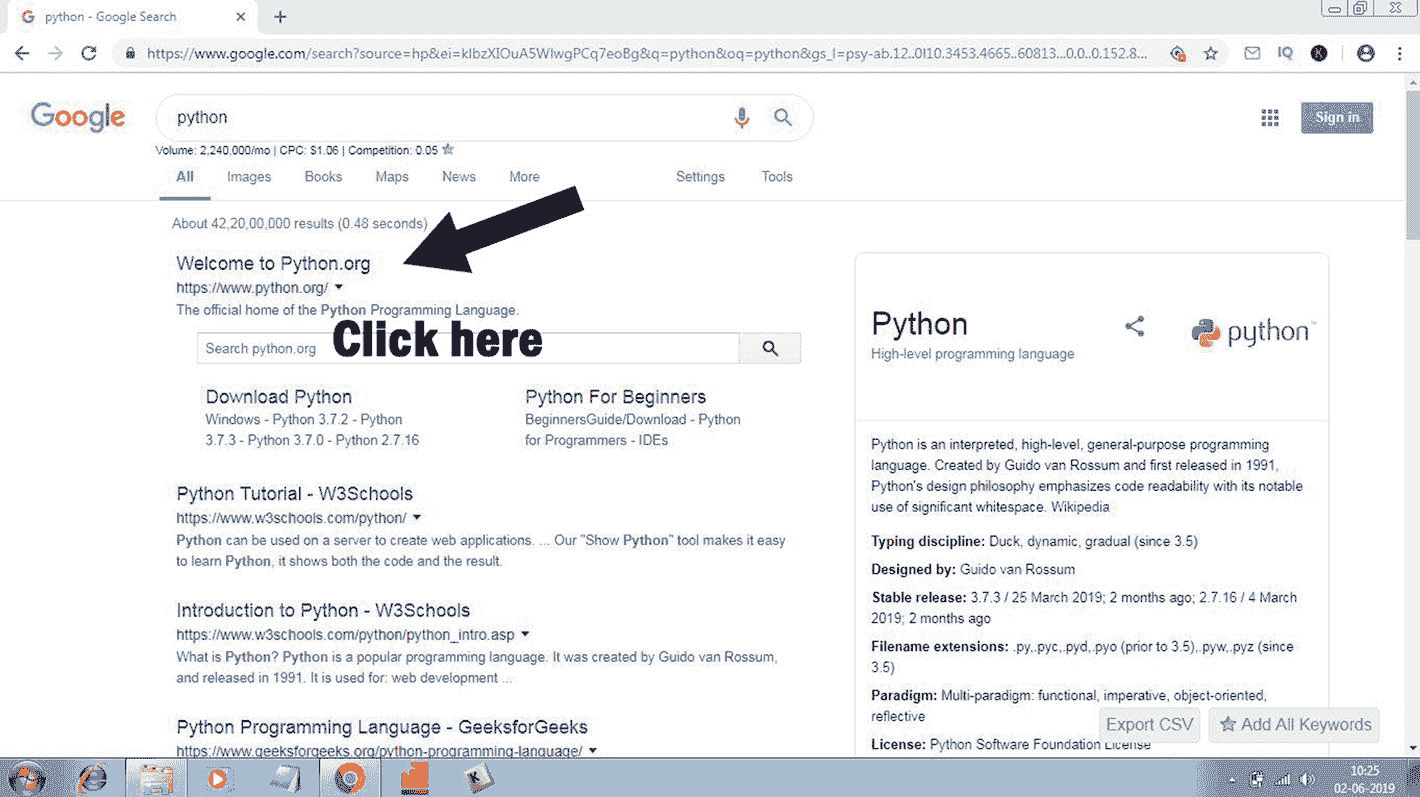 python - Google Search
https://www.google.com/search?source=hp&ei=kIbzXIOuA5WlwgPCq7eoBg&q=python&oq=python&gs_l=psy-ab.12..0l10.3453.4665..60813...0.0..0.152.8...
IQ
K
Google
python
Sign in
Volume: 2,240,000/mo | CPC: $1.06 | Competition: 0.05
All Images Books Maps News More Settings Tools
About 42,20,00,000 results (0.48 seconds)
Welcome to Python.org
https://www.python.org/
The official home of the Python Programming Language.
Click here
Search python.org
Download Python
Windows - Python 3.7.2 - Python
3.7.3 - Python 3.7.0 - Python 2.7.16
Python For Beginners
BeginnersGuide/Download - Python
for Programmers - IDEs
Python Tutorial - W3Schools
https://www.w3schools.com/python/
Python can be used on a server to create web applications. ... Our "Show Python" tool makes it easy
to learn Python, it shows both the code and the result.
Introduction to Python - W3Schools
https://www.w3schools.com/python/python_intro.asp
What is Python? Python is a popular programming language. It was created by Guido van Rossum,
and released in 1991. It is used for: web development ...
Python Programming Language - GeeksforGeeks
https://www.geeksforgeeks.org/python-programming-language/
Python
High-level programming language
python™
Python is an interpreted, high-level, general-purpose programming
language. Created by Guido van Rossum and first released in 1991,
Python's design philosophy emphasizes code readability with its notable
use of significant whitespace. Wikipedia
Typing discipline: Duck, dynamic, gradual (since 3.5)
Designed by: Guido van Rossum
Stable release: 3.7.3 / 25 March 2019; 2 months ago; 2.7.16 / 4 March
2019; 2 months ago
Filename extensions: .py,.pyc,.pyd,.pyo (prior to 3.5),.pyw,.pyz (since
3.5)
Paradigm: Multi-paradigm: functional, imperative, object-oriented,
reflective
License: Python Software Foundation License
Export CSV
Add All Keywords
K
10:25
02-06-2019